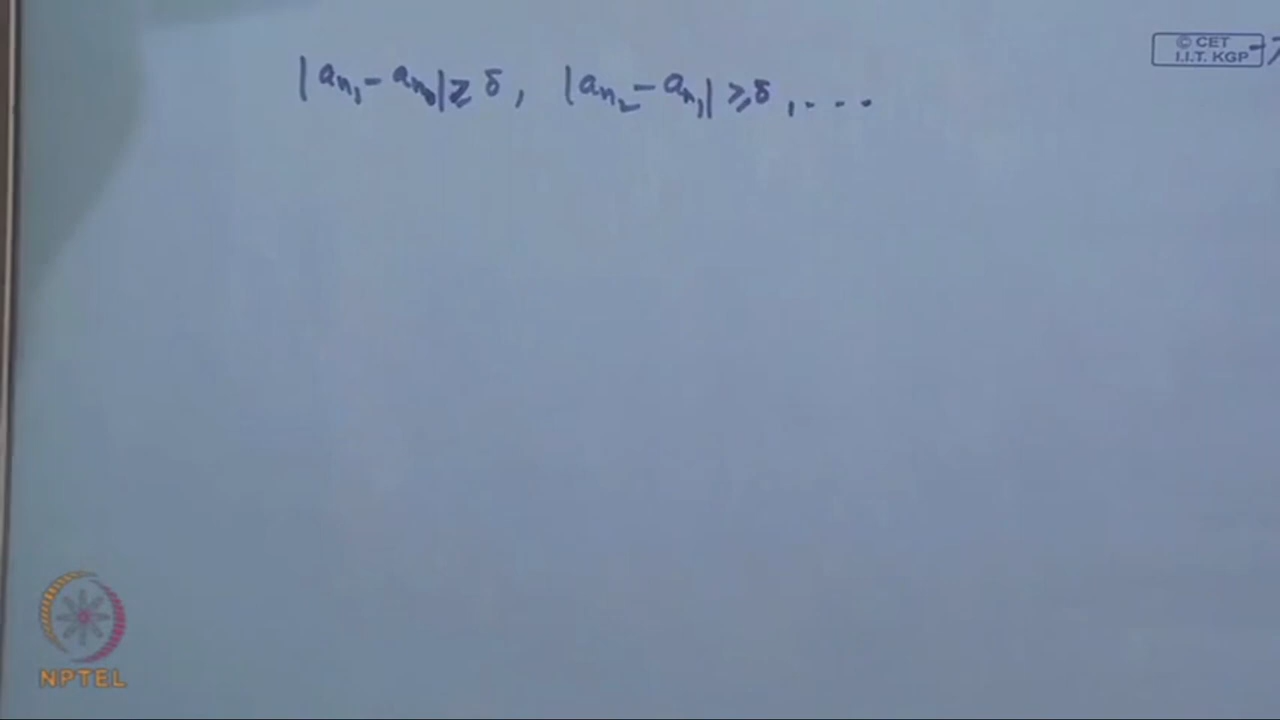 |a_{n_1} - a_{n_0}| ≥ δ, |a_{n_2} - a_{n_1}| ≥ δ, ....
© CET
I.I.T. KGP
NPTEL